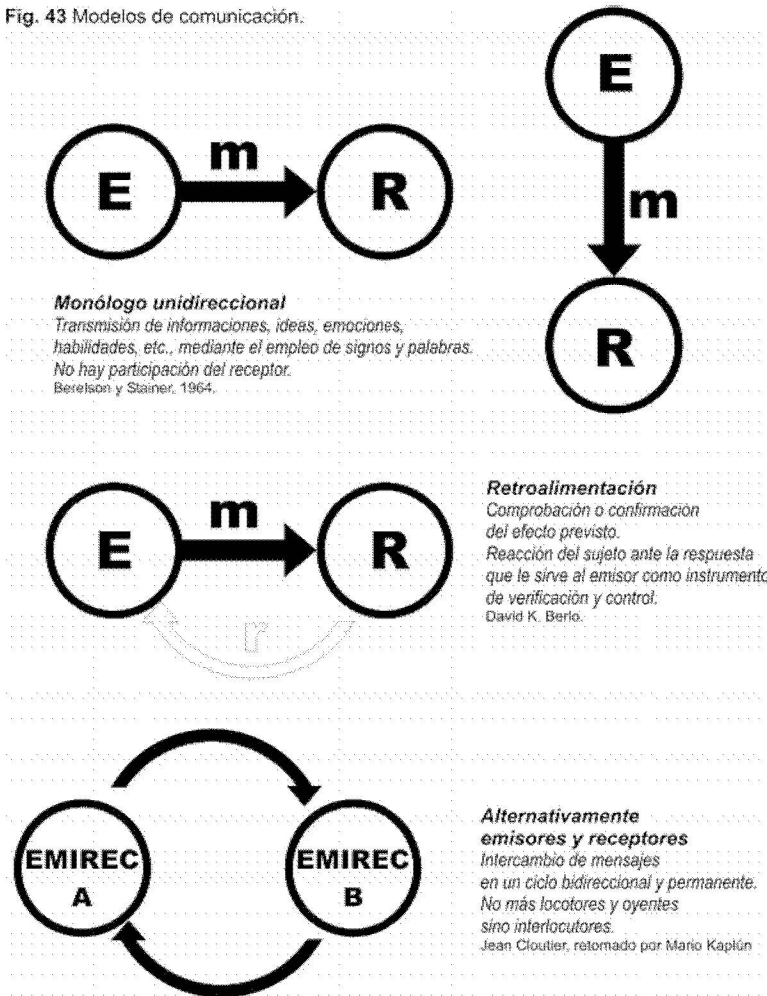 Fig. 43 Modelos de comunicación.
E
m
R
E
m
R
Monólogo unidireccional
Transmisión de informaciones, ideas, emociones,
habilidades, etc., mediante el empleo de signos y palabras.
No hay participación del receptor.
Berelson y Stainer, 1964.
E
m
R
r
Retroalimentación
Comprobación o confirmación
del efecto previsto.
Reacción del sujeto ante la respuesta
que le sirve al emisor como instrumento
de verificación y control.
David K. Berlo.
EMIREC
A
EMIREC
B
Alternativamente
emisores y receptores
Intercambio de mensajes
en un ciclo bidireccional y permanente.
No más locotores y oyentes
sino interlocutores.
Jean Cloutier, retomado por Mario Kaplún